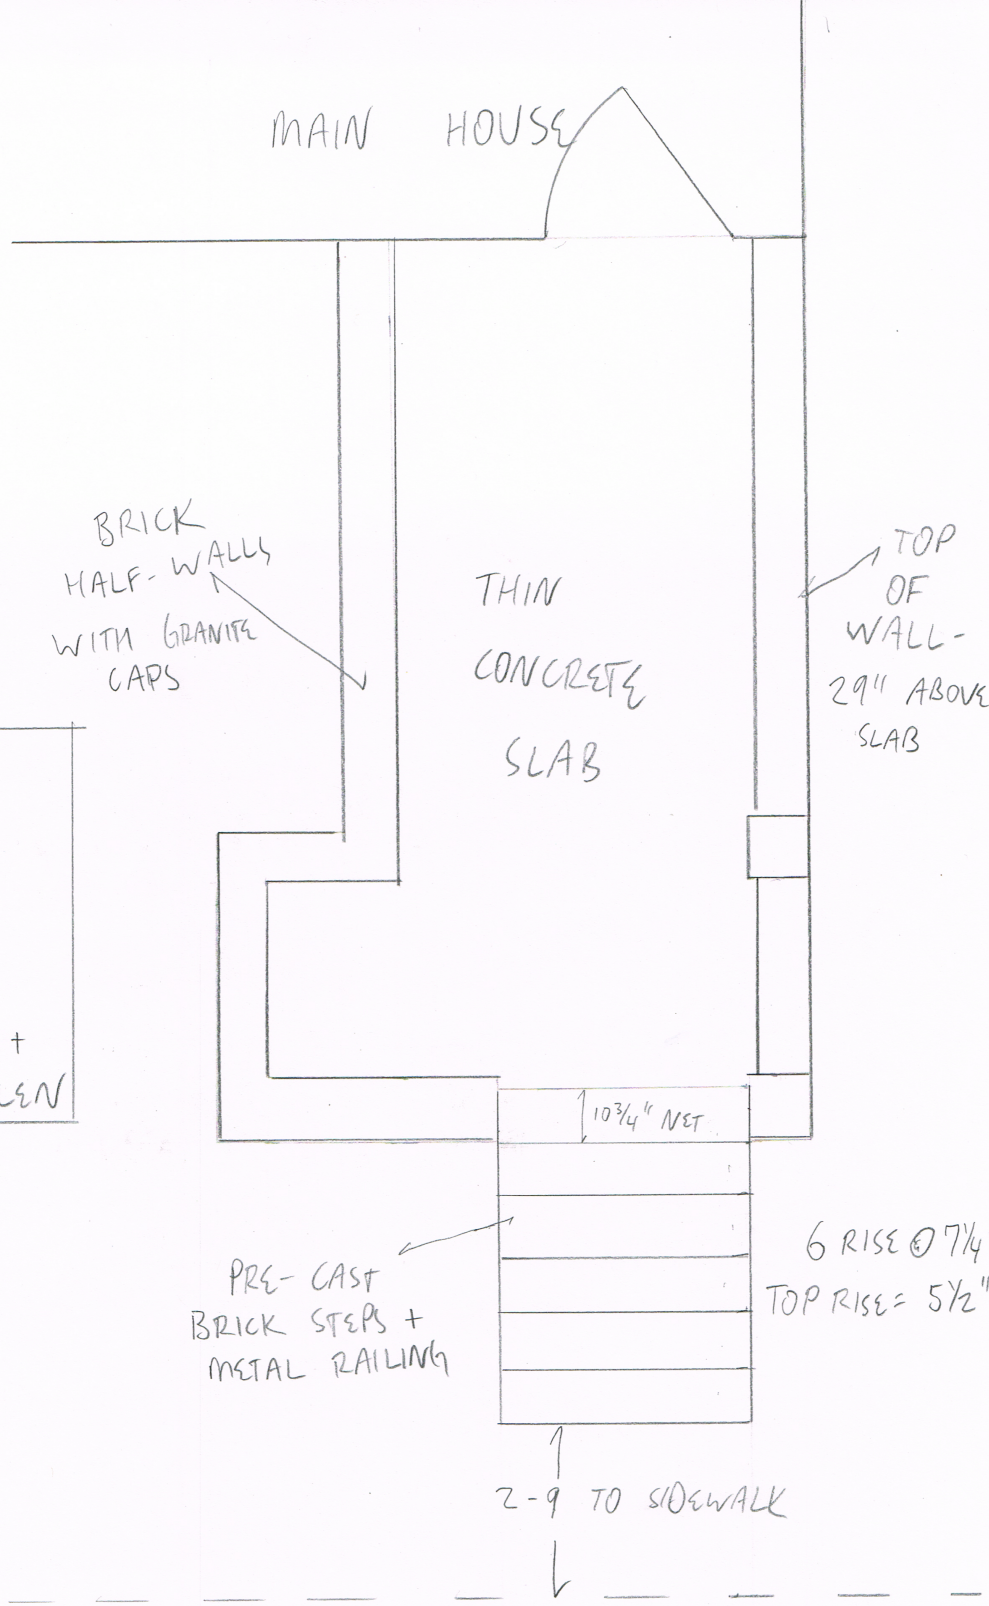 MAIN HOUSE
BRICK
HALF-WALLS
WITH GRANITE
CAPS
TOP
OF
WALL-
29" ABOVE
SLAB
THIN
CONCRETE
SLAB
+
LEN
10 3/4" NET
6 RISE @ 7 1/4
TOP RISE = 5 1/2"
PRE-CAST
BRICK STEPS +
METAL RAILING
2-9 TO SIDEWALK